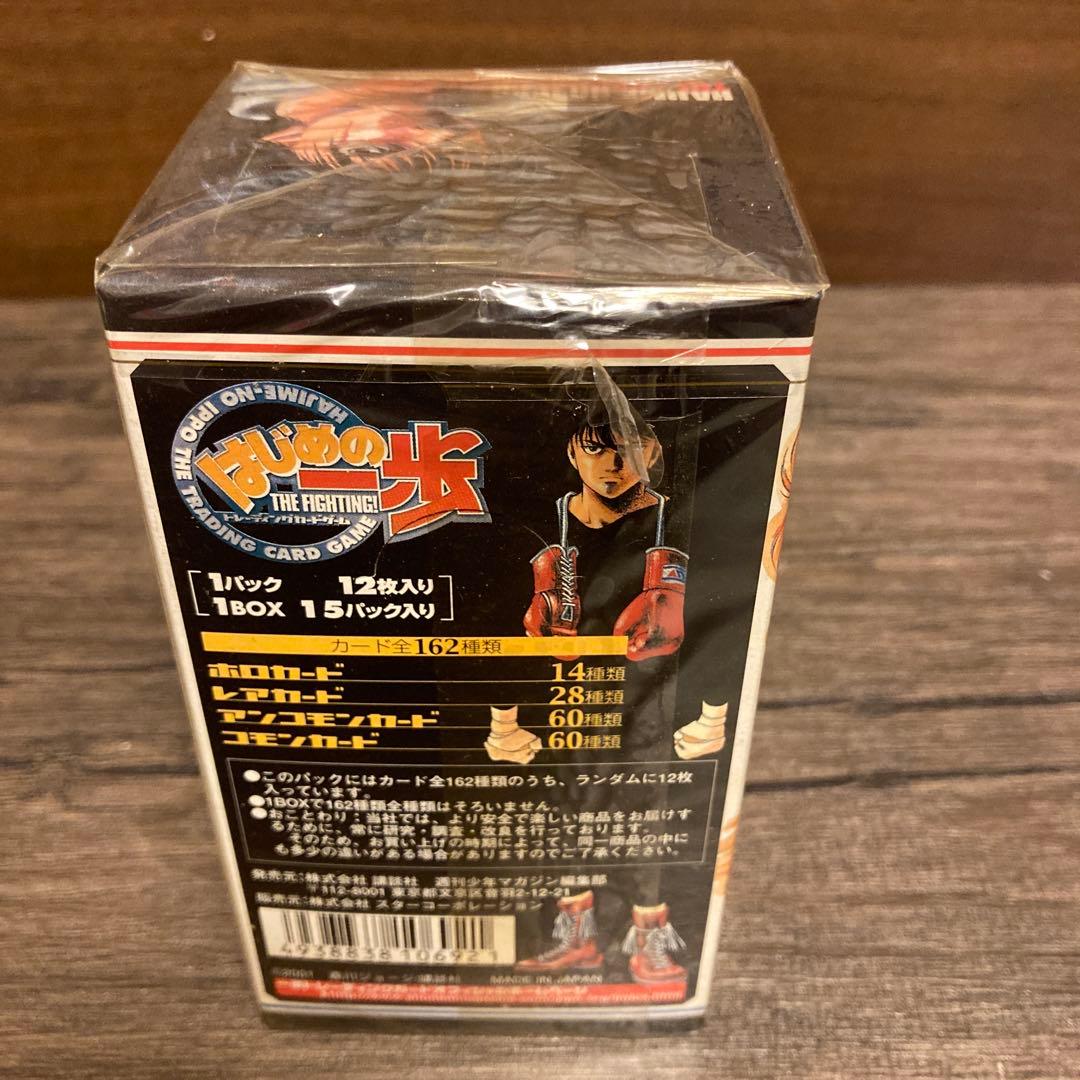 HAJIME-NO IPPO THE TRADING CARD GAME
はじめの一歩
THE FIGHTING!
トレーディングカードゲーム
1パック 12枚入り
1BOX 15パック入り
カード全162種類
ホロカード 14種類
レアカード 28種類
アンコモンカード 60種類
コモンカード 60種類
●このパックにはカード全162種類のうち、ランダムに12枚
入っています。
●1BOXで162種類全種類はそろいません。
●おことわり:当社では、より安全で楽しい商品をお届けす
るために、常に研究・調査・改良を行っております。
そのため、お買い上げの時期によって、同一商品の中に
も多少の違いがある場合がありますのでご了承ください。
発売元:株式会社 講談社 週刊少年マガジン編集部
〒112-8001 東京都文京区音羽2-12-21
販売元:株式会社 スターコーポレーション
4938838106921
©2001 森川ジョージ/講談社 MADE IN JAPAN